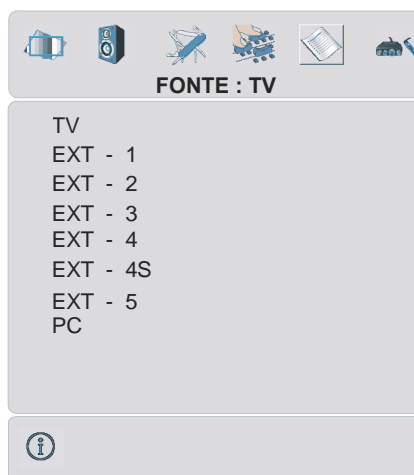 FONTE : TV
TV
EXT - 1
EXT - 2
EXT - 3
EXT - 4
EXT - 4S
EXT - 5
PC